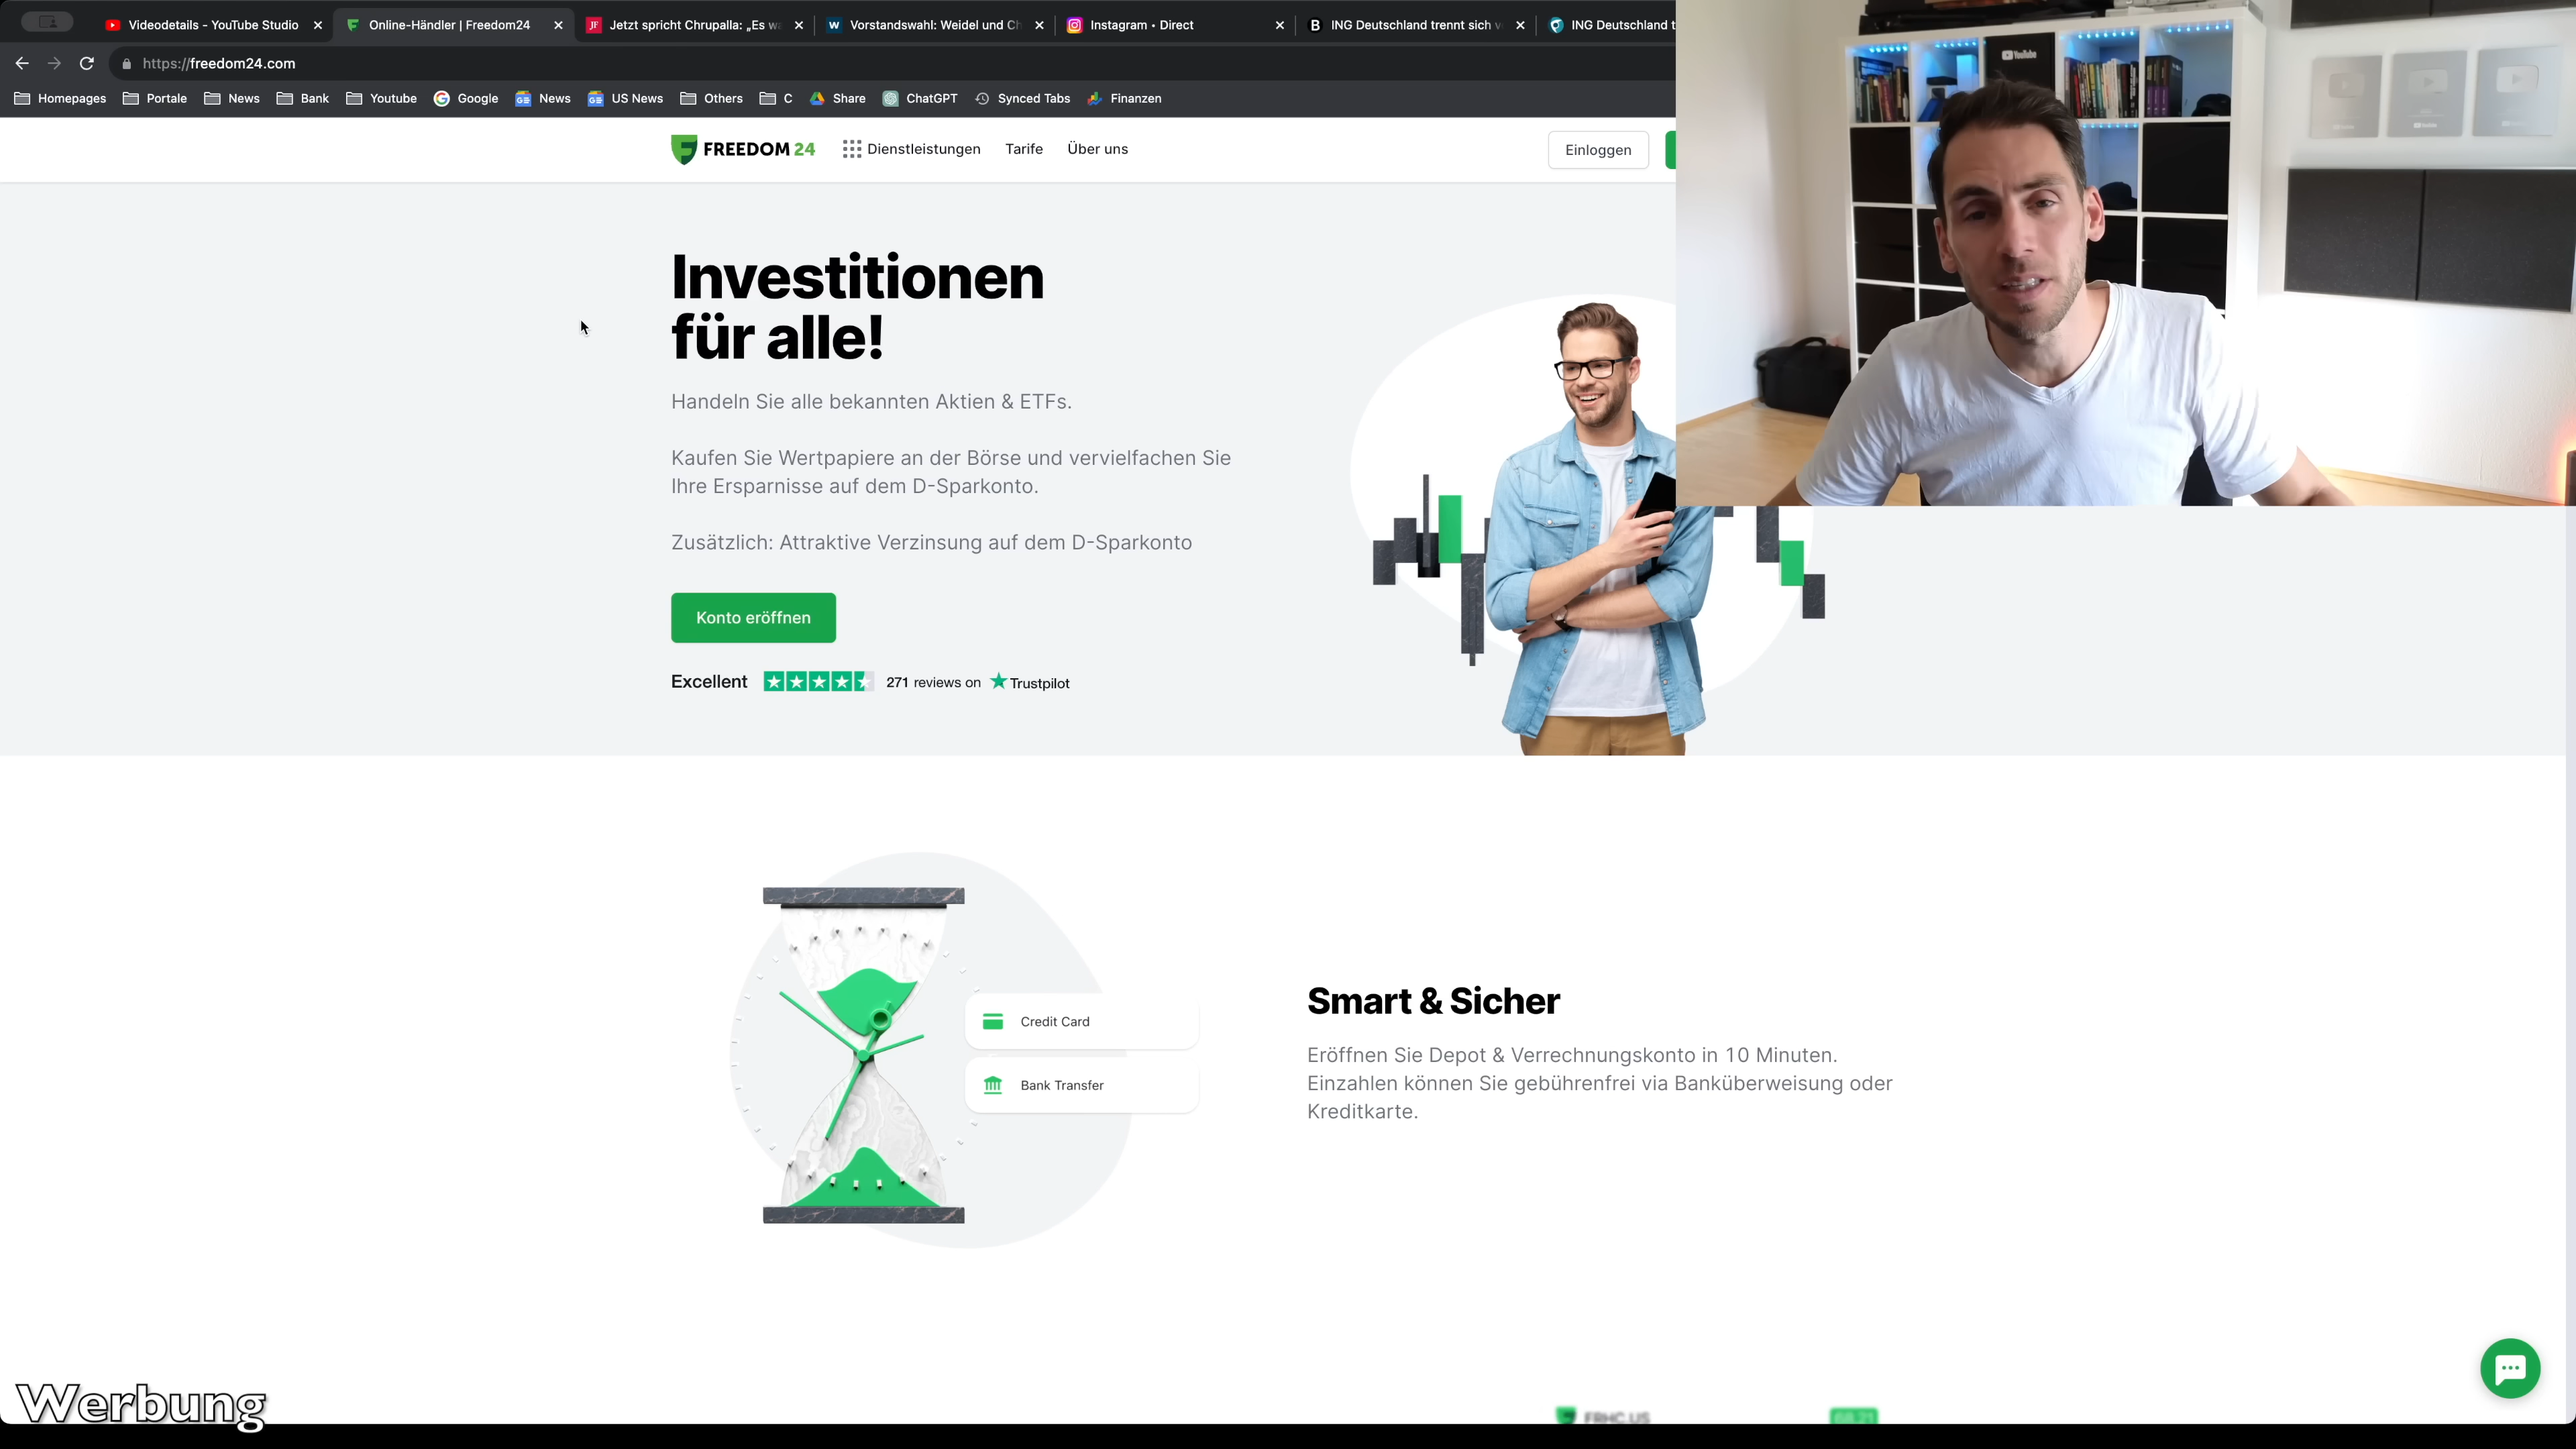 Videodetails - YouTube Studio
Online-Händler | Freedom24
Jetzt spricht Chrupalla: „Es
Vorstandswahl: Weidel und
Instagram • Direct
ING Deutschland trennt sich
ING Deutschland
https://freedom24.com
Homepages
Portale
News
Bank
Youtube
Google
News
US News
Others
C
Share
ChatGPT
Synced Tabs
Finanzen
YouTube
FREEDOM 24
Dienstleistungen
Tarife
Über uns
Einloggen
Investitionen
für alle!
Handeln Sie alle bekannten Aktien & ETFs.
Kaufen Sie Wertpapiere an der Börse und vervielfachen Sie
Ihre Ersparnisse auf dem D-Sparkonto.
Zusätzlich: Attraktive Verzinsung auf dem D-Sparkonto
Konto eröffnen
Excellent 271 reviews on Trustpilot
Credit Card
Bank Transfer
Smart & Sicher
Eröffnen Sie Depot & Verrechnungskonto in 10 Minuten.
Einzahlen können Sie gebührenfrei via Banküberweisung oder
Kreditkarte.
FRHC.US
Werbung